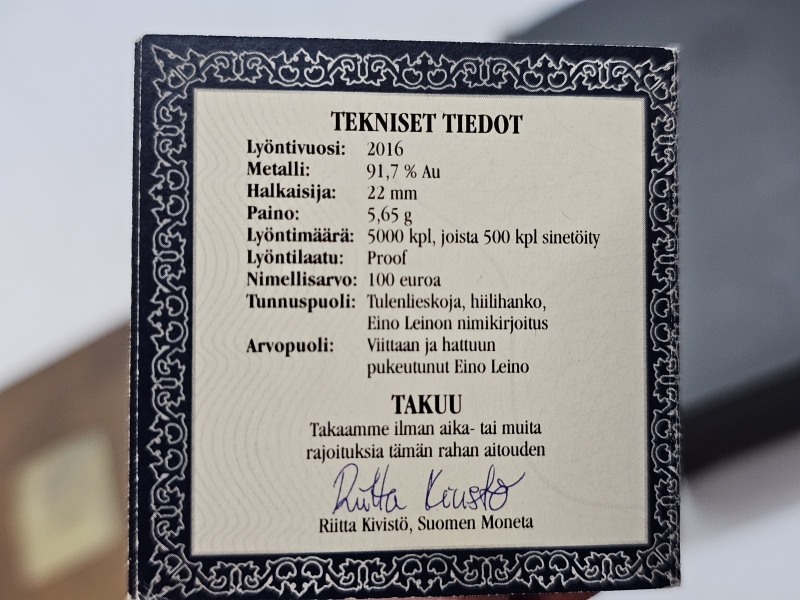 TEKNISET TIEDOT
Lyöntivuosi: 2016
Metalli: 91,7 % Au
Halkaisija: 22 mm
Paino: 5,65 g
Lyöntimäärä: 5000 kpl, joista 500 kpl sinetöity
Lyöntilaatu: Proof
Nimellisarvo: 100 euroa
Tunnuspuoli: Tulenlieskoja, hiilihanko,
Eino Leinon nimikirjoitus
Arvopuoli: Viittaan ja hattuun
pukeutunut Eino Leino
TAKUU
Takaamme ilman aika- tai muita
rajoituksia tämän rahan aitouden
Riitta Kivistö
Riitta Kivistö, Suomen Moneta